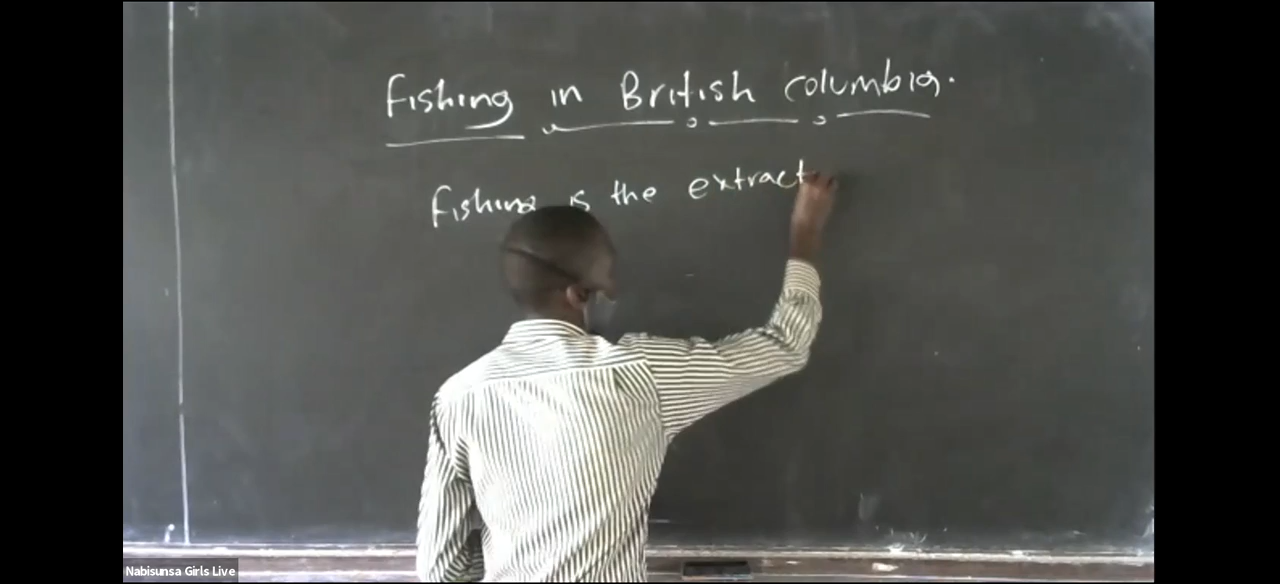 Fishing in British Columbia.
Fishing is the extract
Nabisunsa Girls Live